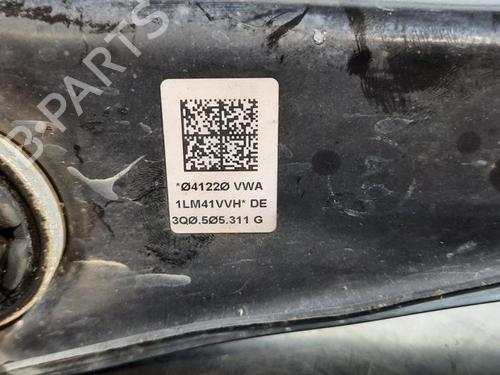 B-PARTS
*Ø4122Ø VWA
1LM41VVH* DE
3QØ.5Ø5.311 G